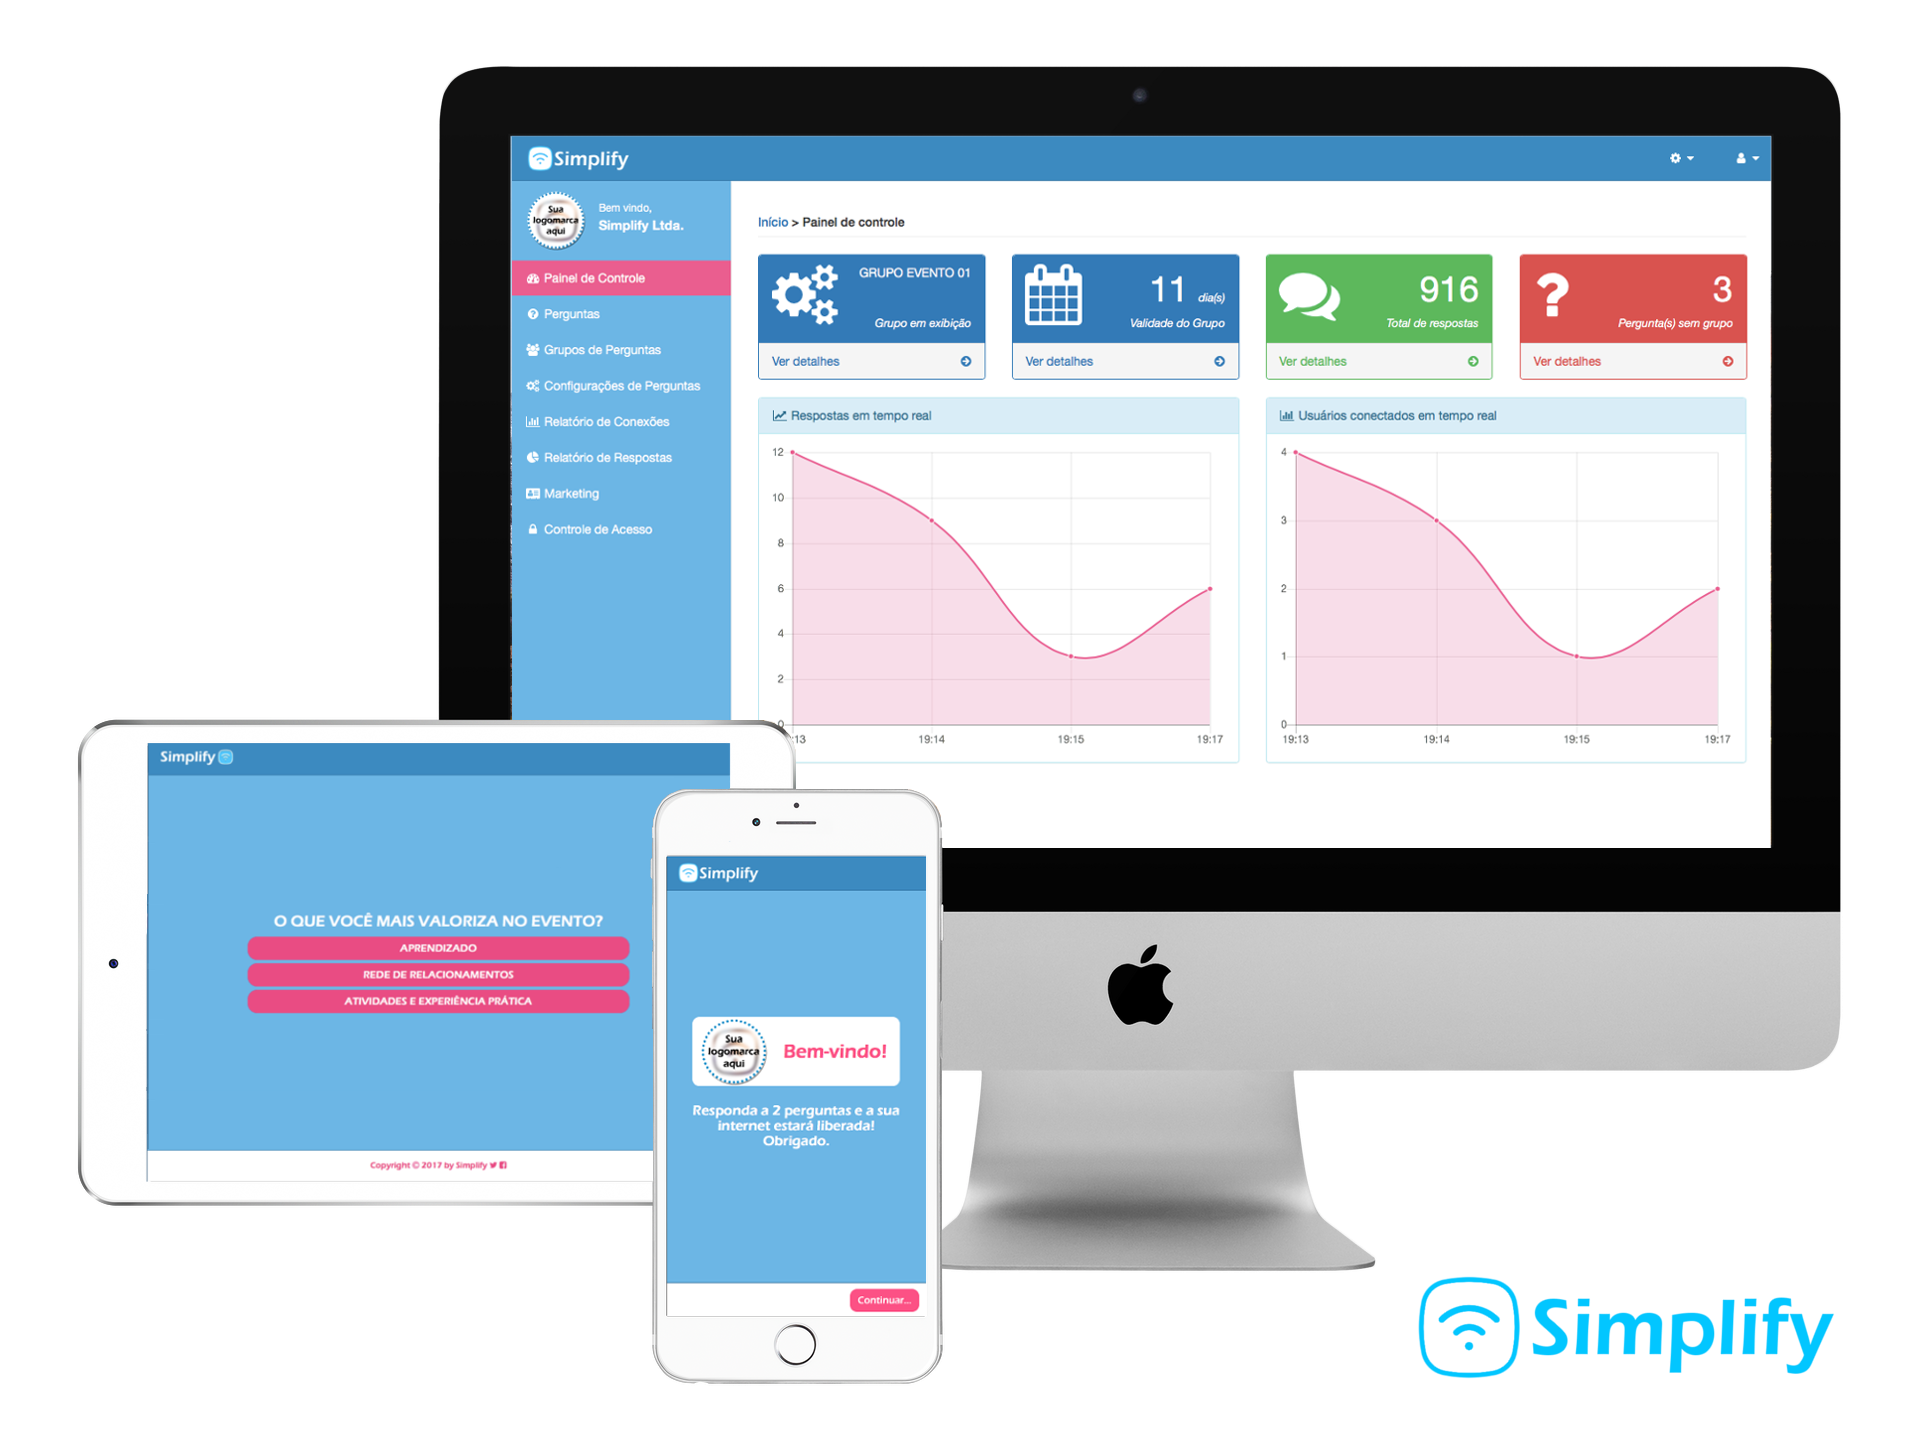 Simplify
Sua
logomarca
aqui
Bem vindo,
Simplify Ltda.
Painel de Controle
Perguntas
Grupos de Perguntas
Configurações de Perguntas
Relatório de Conexões
Relatório de Respostas
Marketing
Controle de Acesso
Início > Painel de controle
GRUPO EVENTO 01
Grupo em exibição
Ver detalhes
11 dia(s)
Validade do Grupo
Ver detalhes
916
Total de respostas
Ver detalhes
3
Pergunta(s) sem grupo
Ver detalhes
Respostas em tempo real
12
10
8
6
4
2
0
:13 19:14 19:15 19:17
Usuários conectados em tempo real
4
3
2
1
0
19:13 19:14 19:15 19:17
Simplify
O QUE VOCÊ MAIS VALORIZA NO EVENTO?
APRENDIZADO
REDE DE RELACIONAMENTOS
ATIVIDADES E EXPERIÊNCIA PRÁTICA
Copyright © 2017 by Simplify
Simplify
Sua
logomarca
aqui
Bem-vindo!
Responda a 2 perguntas e a sua
internet estará liberada!
Obrigado.
Continuar...
Simplify